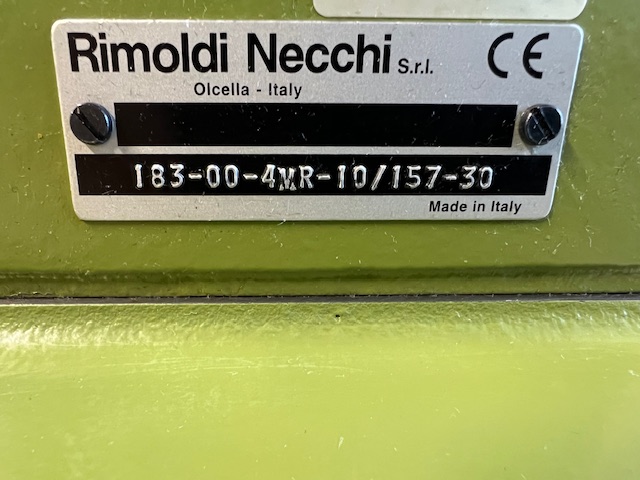 Rimoldi Necchi S.r.l. CE
Olcella - Italy
183-00-4MR-10/157-30
Made in Italy